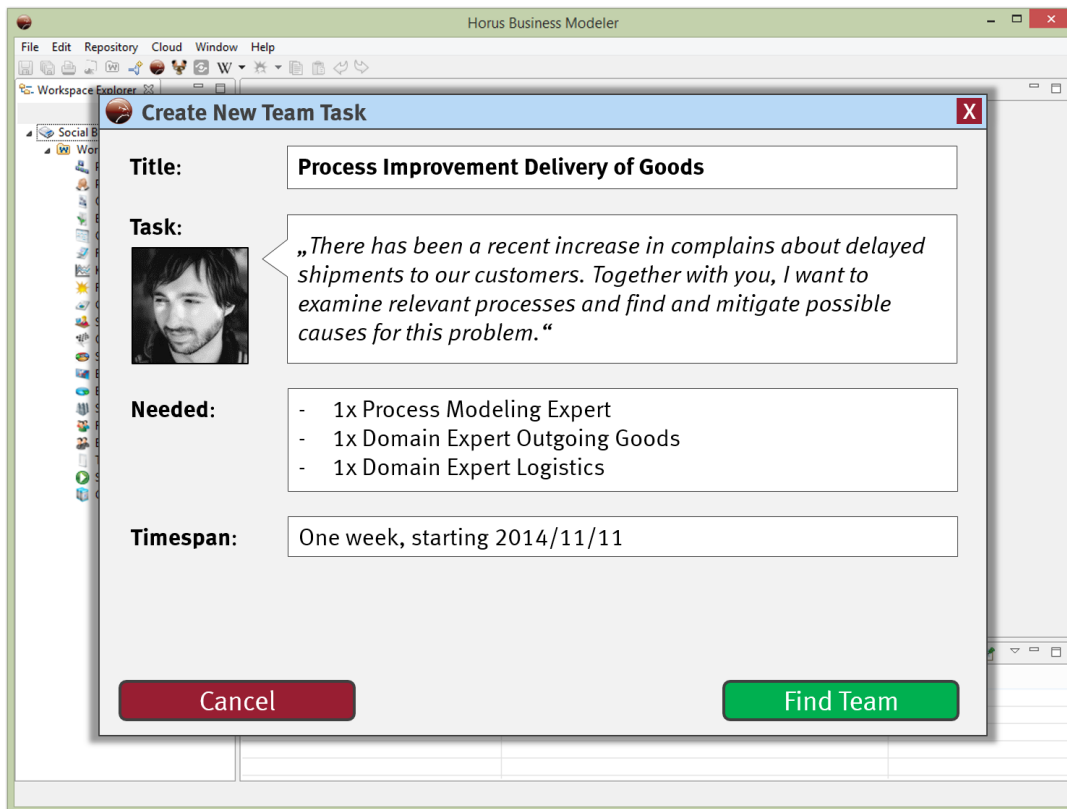 Horus Business Modeler
File Edit Repository Cloud Window Help
Workspace Explorer
Create New Team Task
X
Social B
Wor
Title:
Process Improvement Delivery of Goods
Task:
„There has been a recent increase in complains about delayed
shipments to our customers. Together with you, I want to
examine relevant processes and find and mitigate possible
causes for this problem.“
Needed:
- 1x Process Modeling Expert
- 1x Domain Expert Outgoing Goods
- 1x Domain Expert Logistics
Timespan:
One week, starting 2014/11/11
Cancel
Find Team